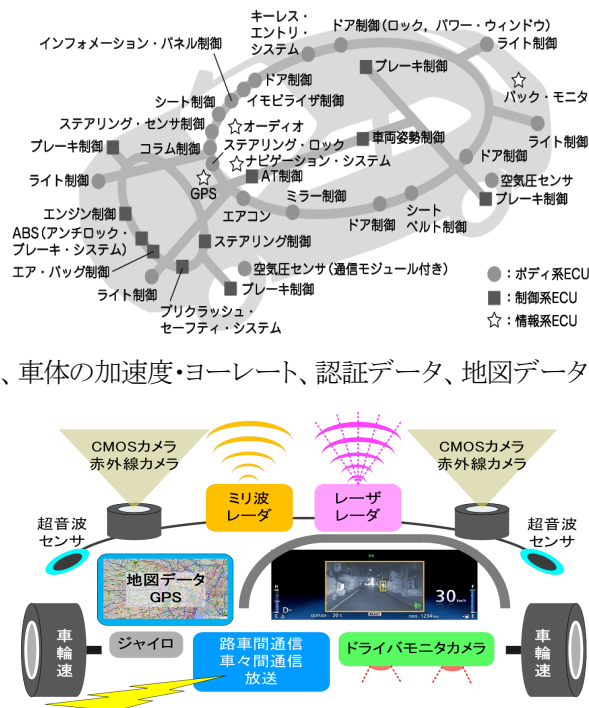 キーレス・
エントリ・
システム
ドア制御(ロック，パワー・ウィンドウ)
ライト制御
インフォメーション・パネル制御
ブレーキ制御
ドア制御
バック・モニタ
シート制御
イモビライザ制御
ステアリング・センサ制御
オーディオ
ステアリング・ロック
車両姿勢制御
ライト制御
ブレーキ制御
コラム制御
ナビゲーション・システム
ドア制御
AT制御
空気圧センサ
ライト制御
GPS
ミラー制御
ブレーキ制御
エアコン
シート
ベルト制御
エンジン制御
ドア制御
ABS(アンチロック・
ブレーキ・システム)
ステアリング制御
エア・バッグ制御
空気圧センサ(通信モジュール付き)
ライト制御
ブレーキ制御
プリクラッシュ・
セーフティ・システム
：ボディ系ECU
：制御系ECU
：情報系ECU
、車体の加速度・ヨーレート、認証データ、地図データ
CMOSカメラ
赤外線カメラ
CMOSカメラ
赤外線カメラ
ミリ波
レーダ
レーザ
レーダ
超音波
センサ
超音波
センサ
地図データ
GPS
30 km/h
車輪速
ジャイロ
路車間通信
車々間通信
放送
ドライバモニタカメラ
車輪速